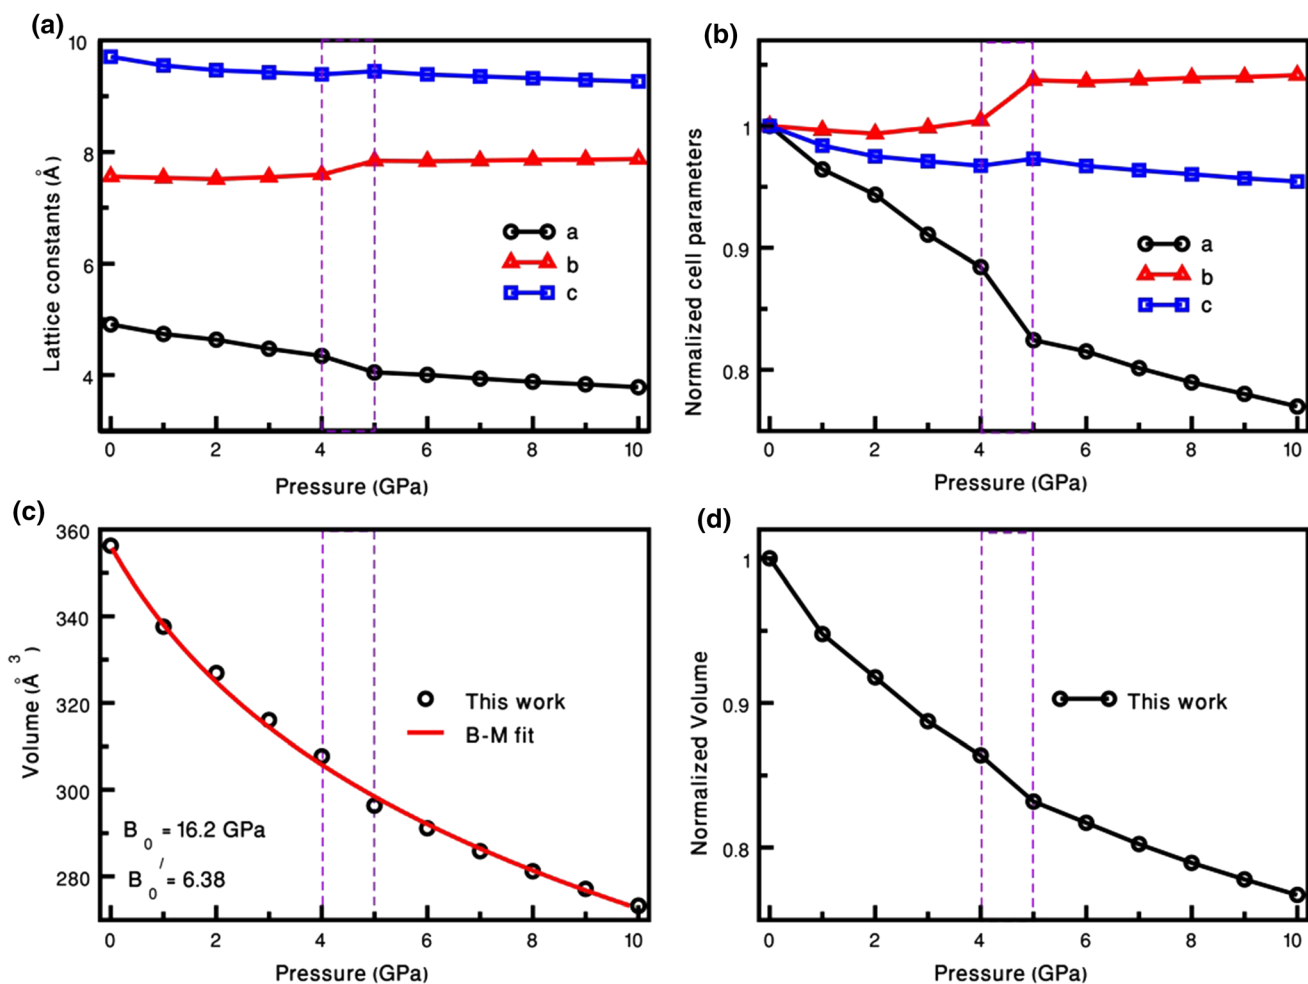 (a)
10
8
6
4
Lattice constants (Å)
a
b
c
0 2 4 6 8 10
Pressure (GPa)
(b)
1
0.9
0.8
Normalized cell parameters
a
b
c
0 2 4 6 8 10
Pressure (GPa)
(c)
360
340
320
300
280
Volume (Å³)
This work
B-M fit
B₀ = 16.2 GPa
B₀′ = 6.38
0 2 4 6 8 10
Pressure (GPa)
(d)
1
0.9
0.8
Normalized Volume
This work
0 2 4 6 8 10
Pressure (GPa)